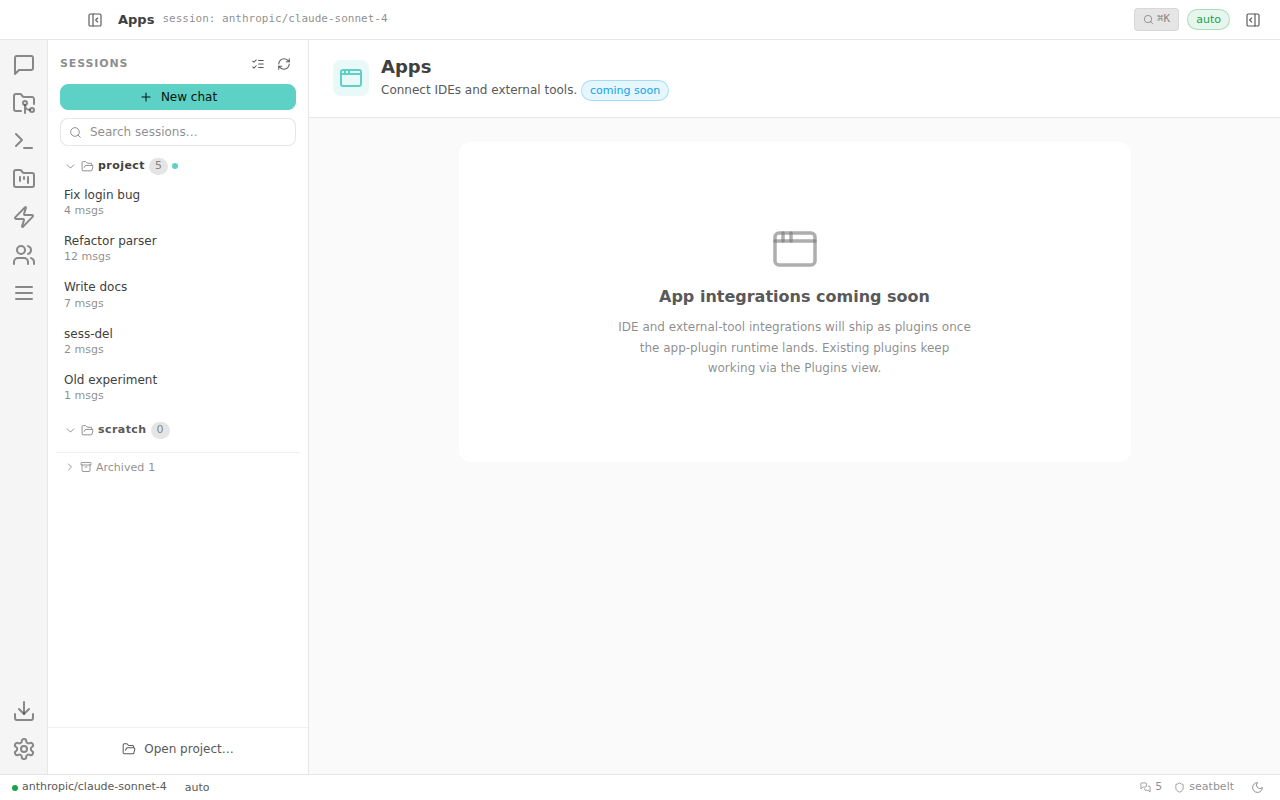 Apps session: anthropic/claude-sonnet-4
⌘K
auto
SESSIONS
New chat
Search sessions…
project 5
Fix login bug
4 msgs
Refactor parser
12 msgs
Write docs
7 msgs
sess-del
2 msgs
Old experiment
1 msgs
scratch 0
Archived 1
Open project…
Apps
Connect IDEs and external tools. coming soon
App integrations coming soon
IDE and external-tool integrations will ship as plugins once
the app-plugin runtime lands. Existing plugins keep
working via the Plugins view.
anthropic/claude-sonnet-4 auto
5 seatbelt